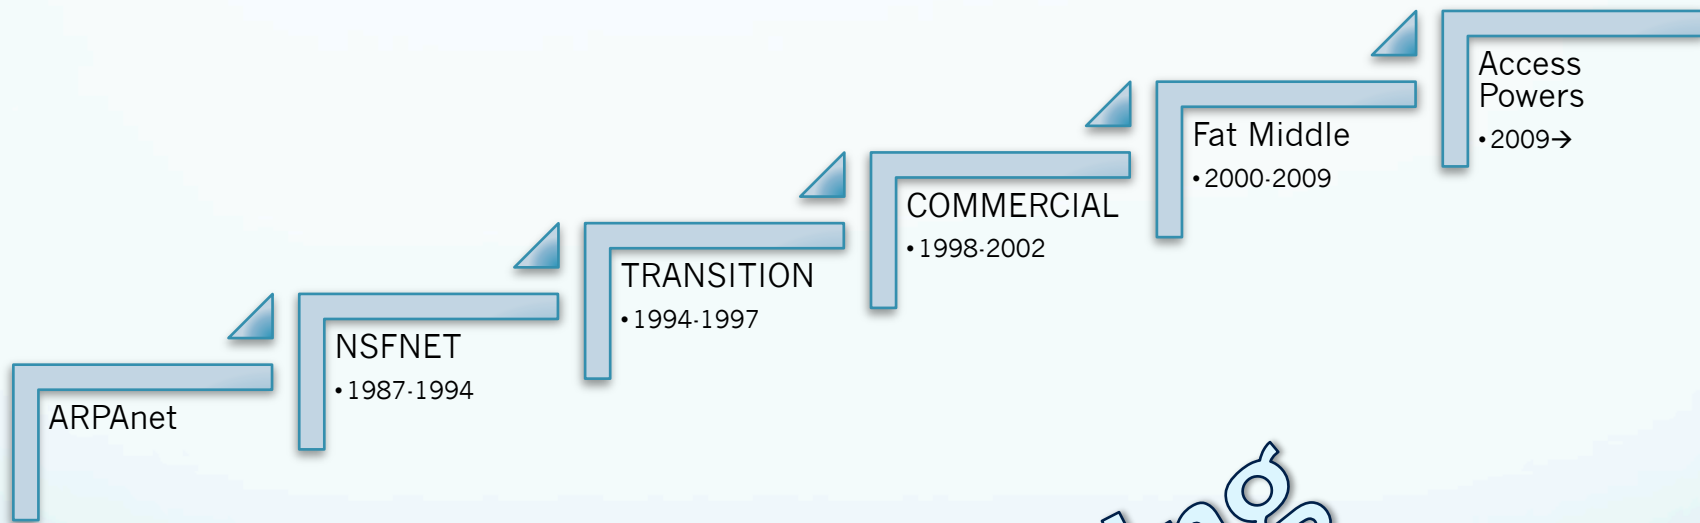 ARPAnet
NSFNET
•1987-1994
TRANSITION
•1994-1997
COMMERCIAL
•1998-2002
Fat Middle
•2000-2009
Access
Powers
•2009→